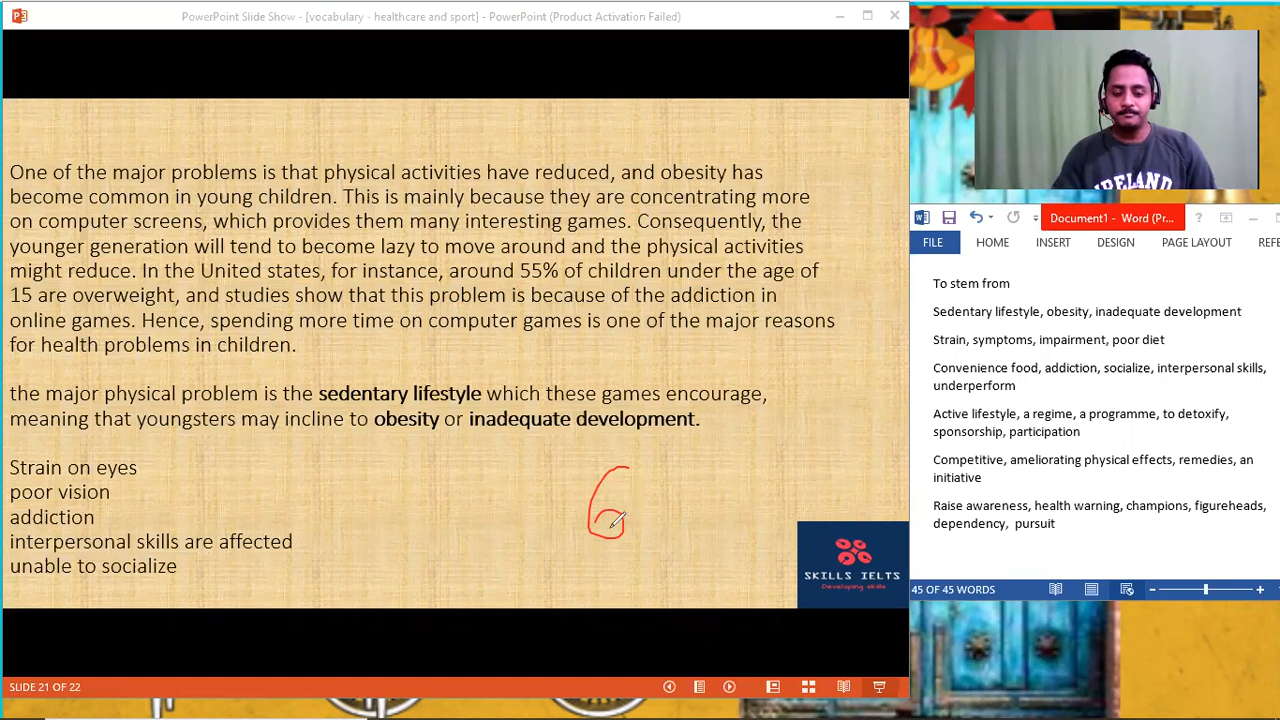 PowerPoint Slide Show - [vocabulary - healthcare and sport] - PowerPoint (Product Activation Failed)
One of the major problems is that physical activities have reduced, and obesity has
become common in young children. This is mainly because they are concentrating more
on computer screens, which provides them many interesting games. Consequently, the
younger generation will tend to become lazy to move around and the physical activities
might reduce. In the United states, for instance, around 55% of children under the age of
15 are overweight, and studies show that this problem is because of the addiction in
online games. Hence, spending more time on computer games is one of the major reasons
for health problems in children.
the major physical problem is the sedentary lifestyle which these games encourage,
meaning that youngsters may incline to obesity or inadequate development.
Strain on eyes
poor vision
addiction
interpersonal skills are affected
unable to socialize
6
SKILLS IELTS
Developing skills
SLIDE 21 OF 22
IRELAND
Document1 - Word (Pr...
?
FILE HOME INSERT DESIGN PAGE LAYOUT REFE
To stem from
Sedentary lifestyle, obesity, inadequate development
Strain, symptoms, impairment, poor diet
Convenience food, addiction, socialize, interpersonal skills,
underperform
Active lifestyle, a regime, a programme, to detoxify,
sponsorship, participation
Competitive, ameliorating physical effects, remedies, an
initiative
Raise awareness, health warning, champions, figureheads,
dependency, pursuit
45 OF 45 WORDS